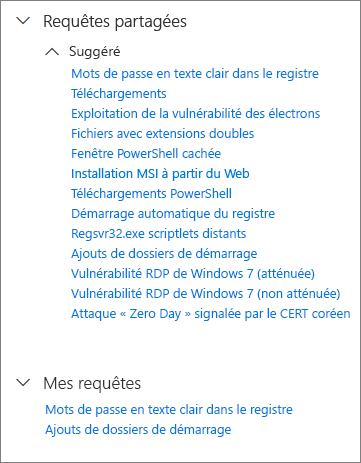 Requêtes partagées
Suggéré
Mots de passe en texte clair dans le registre
Téléchargements
Exploitation de la vulnérabilité des électrons
Fichiers avec extensions doubles
Fenêtre PowerShell cachée
Installation MSI à partir du Web
Téléchargements PowerShell
Démarrage automatique du registre
Regsvr32.exe scriptlets distants
Ajouts de dossiers de démarrage
Vulnérabilité RDP de Windows 7 (atténuée)
Vulnérabilité RDP de Windows 7 (non atténuée)
Attaque « Zero Day » signalée par le CERT coréen
Mes requêtes
Mots de passe en texte clair dans le registre
Ajouts de dossiers de démarrage